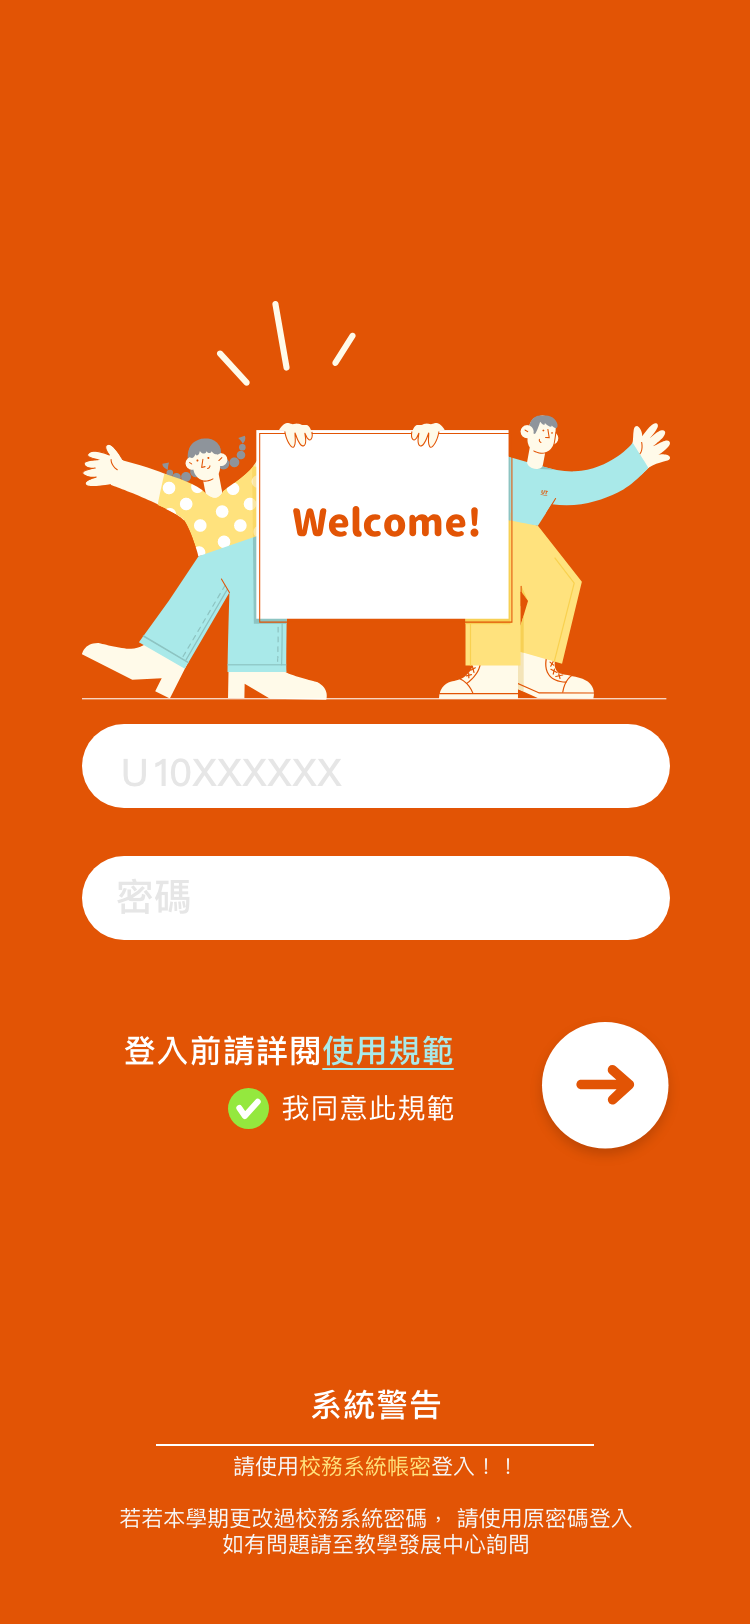 Welcome!
U10XXXXXX
密碼
登入前請詳閱使用規範
我同意此規範
系統警告
請使用校務系統帳密登入！！
若若本學期更改過校務系統密碼， 請使用原密碼登入
如有問題請至教學發展中心詢問